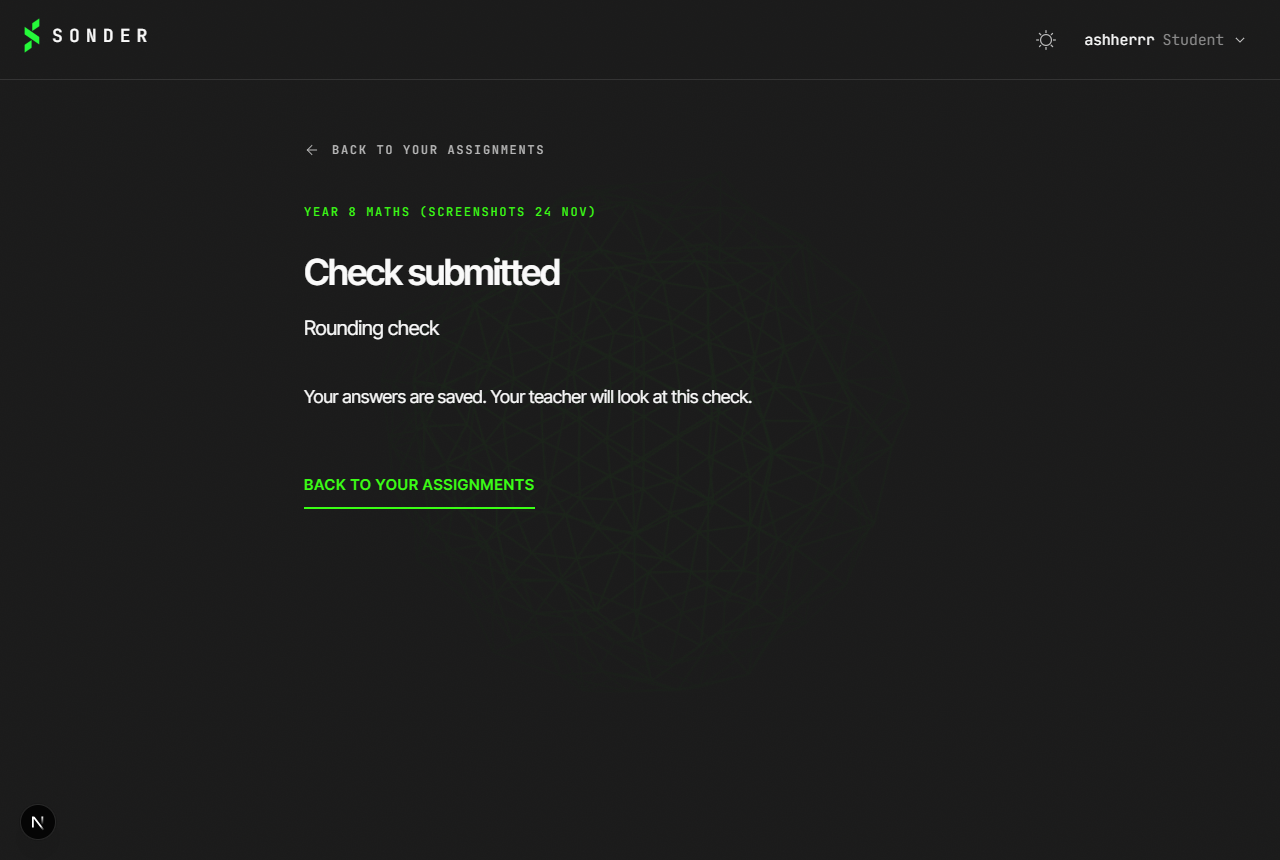 SONDER
ashherrr Student
BACK TO YOUR ASSIGNMENTS
YEAR 8 MATHS (SCREENSHOTS 24 NOV)
Check submitted
Rounding check
Your answers are saved. Your teacher will look at this check.
BACK TO YOUR ASSIGNMENTS
N